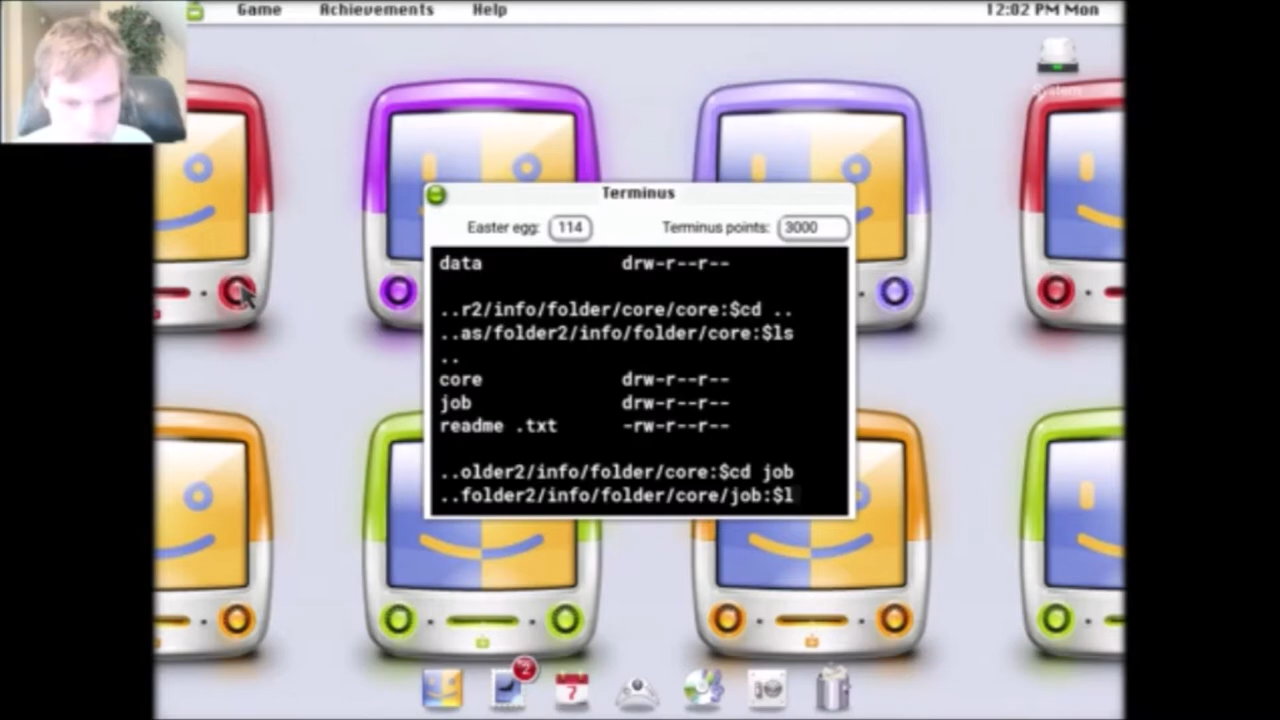 Game Achievements Help 12:02 PM Mon
System
Terminus
Easter egg: 114 Terminus points: 3000
data drw-r--r--
..r2/info/folder/core/core:$cd ..
..as/folder2/info/folder/core:$ls
..
core drw-r--r--
job drw-r--r--
readme .txt -rw-r--r--
..older2/info/folder/core:$cd job
..folder2/info/folder/core/job:$l
2
7